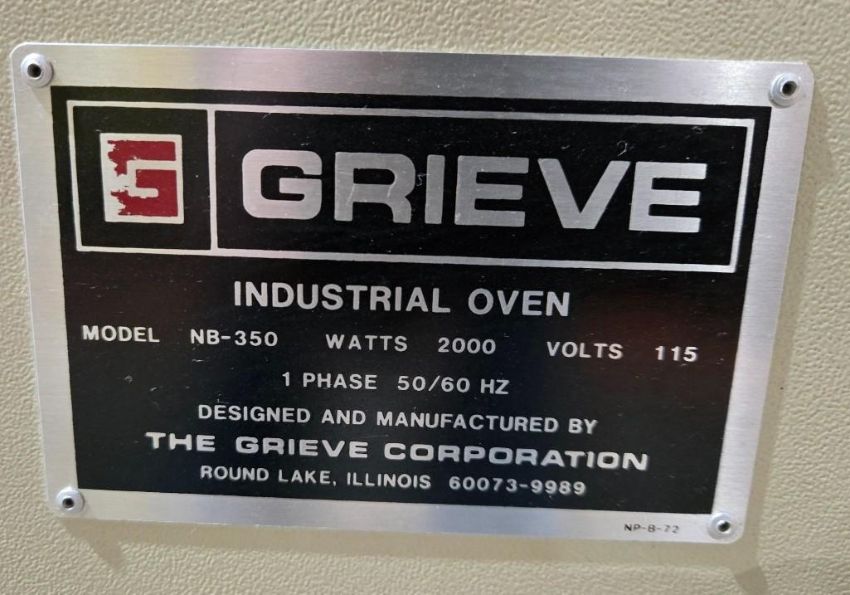 G GRIEVE
INDUSTRIAL OVEN
MODEL NB-350 WATTS 2000 VOLTS 115
1 PHASE 50/60 HZ
DESIGNED AND MANUFACTURED BY
THE GRIEVE CORPORATION
ROUND LAKE, ILLINOIS 60073-9989
NP-B-72